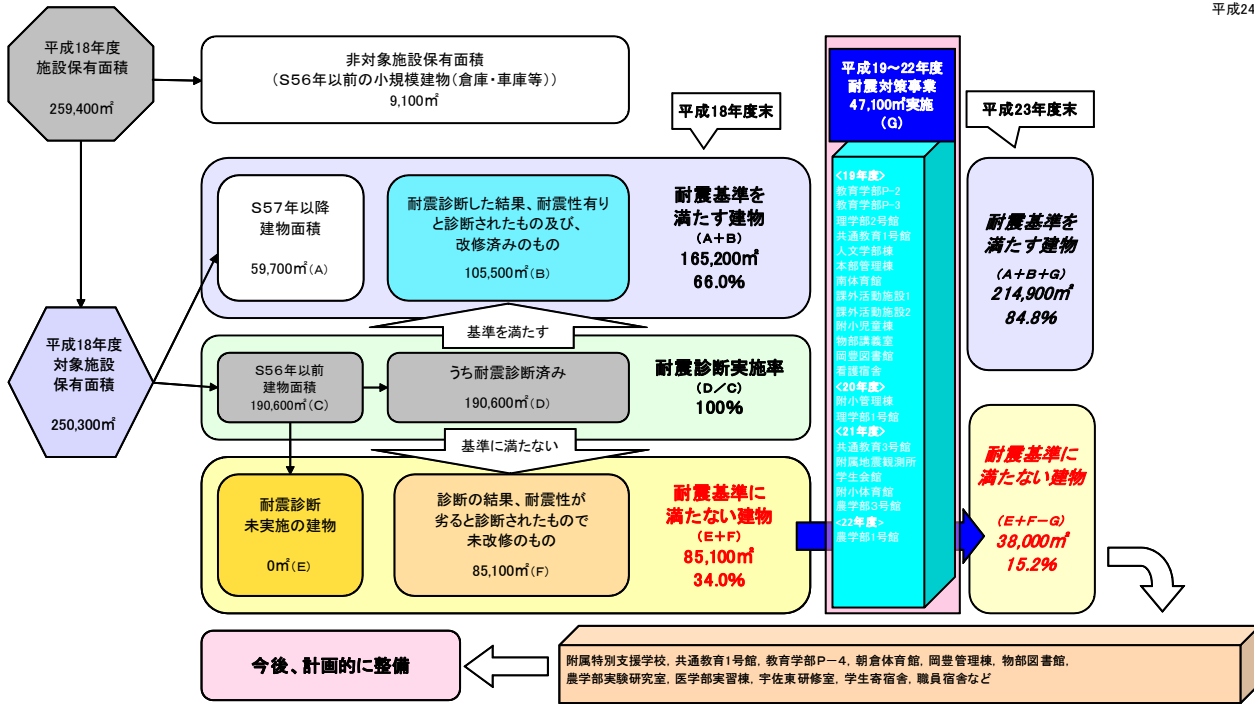 平成24
平成18年度
施設保有面積
259,400㎡
非対象施設保有面積
(S56年以前の小規模建物(倉庫・車庫等))
9,100㎡
平成18年度末
平成19～22年度
耐震対策事業
47,100㎡実施
(G)
平成23年度末
S57年以降
建物面積
59,700㎡(A)
耐震診断した結果、耐震性有り
と診断されたもの及び、
改修済みのもの
105,500㎡(B)
耐震基準を
満たす建物
(A+B)
165,200㎡
66.0%
<19年度>
教育学部P-2
教育学部P-3
理学部2号館
共通教育1号館
人文学部棟
本部管理棟
南体育館
課外活動施設1
課外活動施設2
附小児童棟
物部講義室
岡豊図書館
看護宿舎
<20年度>
附小管理棟
理学部1号館
<21年度>
共通教育3号館
附属地震観測所
学生会館
附小体育館
農学部3号館
<22年度>
農学部1号館
耐震基準を
満たす建物
(A+B+G)
214,900㎡
84.8%
基準を満たす
平成18年度
対象施設
保有面積
250,300㎡
S56年以前
建物面積
190,600㎡(C)
うち耐震診断済み
190,600㎡(D)
耐震診断実施率
(D/C)
100%
基準に満たない
耐震診断
未実施の建物
0㎡(E)
診断の結果、耐震性が
劣ると診断されたもので
未改修のもの
85,100㎡(F)
耐震基準に
満たない建物
(E+F)
85,100㎡
34.0%
耐震基準に
満たない建物
(E+F-G)
38,000㎡
15.2%
今後、計画的に整備
附属特別支援学校, 共通教育1号館, 教育学部P－4, 朝倉体育館, 岡豊管理棟, 物部図書館,
農学部実験研究室, 医学部実習棟, 宇佐東研修室, 学生寄宿舎, 職員宿舎など